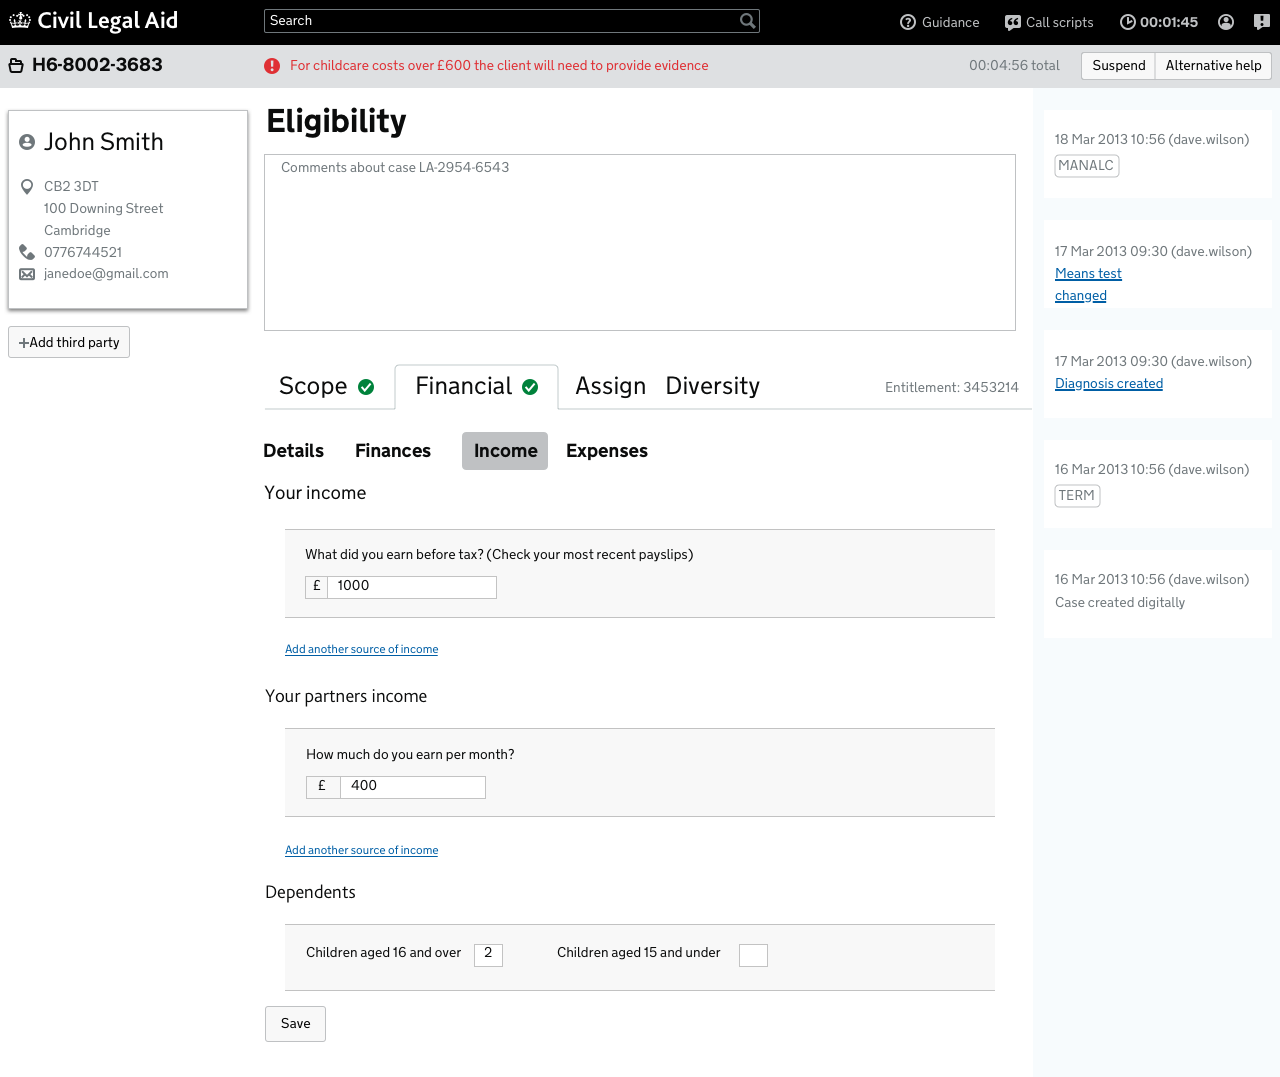 Civil Legal Aid
Search
Guidance
Call scripts
00:01:45
H6-8002-3683
For childcare costs over £600 the client will need to provide evidence
00:04:56 total
Suspend
Alternative help
John Smith
CB2 3DT
100 Downing Street
Cambridge
0776744521
janedoe@gmail.com
+Add third party
Eligibility
Comments about case LA-2954-6543
Scope
Financial
Assign
Diversity
Entitlement: 3453214
Details
Finances
Income
Expenses
Your income
What did you earn before tax? (Check your most recent payslips)
£ 1000
Add another source of income
Your partners income
How much do you earn per month?
£ 400
Add another source of income
Dependents
Children aged 16 and over 2
Children aged 15 and under
Save
18 Mar 2013 10:56 (dave.wilson)
MANALC
17 Mar 2013 09:30 (dave.wilson)
Means test
changed
17 Mar 2013 09:30 (dave.wilson)
Diagnosis created
16 Mar 2013 10:56 (dave.wilson)
TERM
16 Mar 2013 10:56 (dave.wilson)
Case created digitally